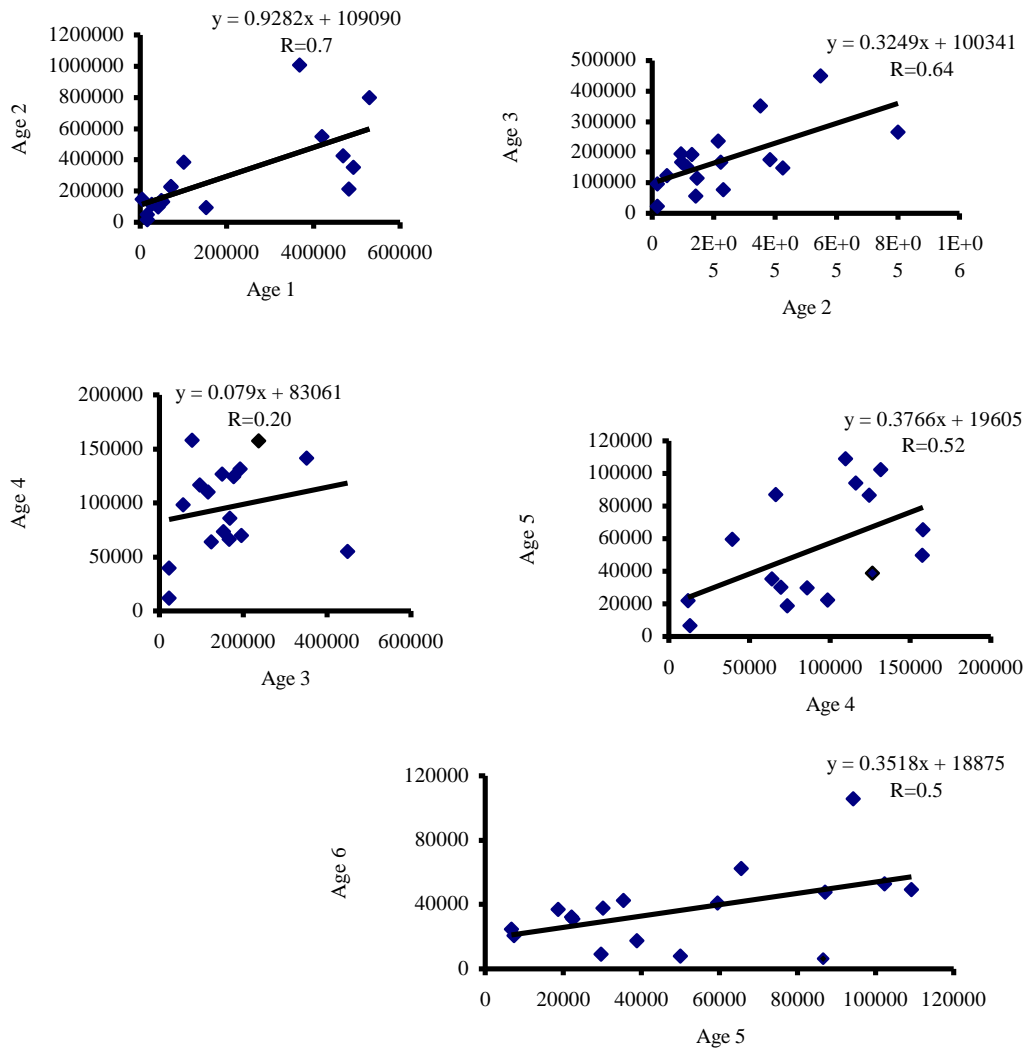 y = 0.9282x + 109090
R=0.7
1200000
1000000
800000
600000
400000
200000
0
0 200000 400000 600000
Age 2
Age 1
y = 0.3249x + 100341
R=0.64
500000
400000
300000
200000
100000
0
0 2E+0 4E+0 6E+0 8E+0 1E+0
5 5 5 5 6
Age 3
Age 2
y = 0.079x + 83061
R=0.20
200000
150000
100000
50000
0
0 200000 400000 600000
Age 4
Age 3
y = 0.3766x + 19605
R=0.52
120000
100000
80000
60000
40000
20000
0
0 50000 100000 150000 200000
Age 5
Age 4
y = 0.3518x + 18875
R=0.5
120000
80000
40000
0
0 20000 40000 60000 80000 100000 120000
Age 6
Age 5